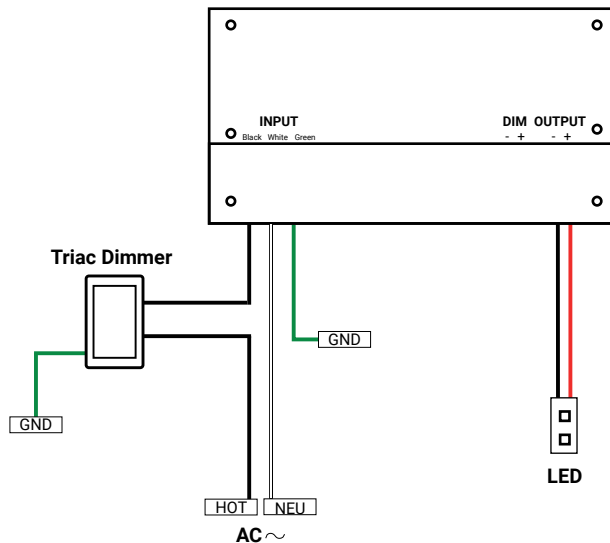 INPUT
Black White Green
DIM OUTPUT
- + - +
Triac Dimmer
GND
GND
HOT NEU
AC
LED